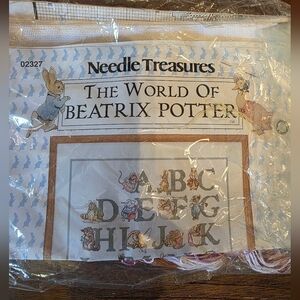 02327
Needle Treasures
THE WORLD OF
BEATRIX POTTER
A B C
D E F G
H I J K